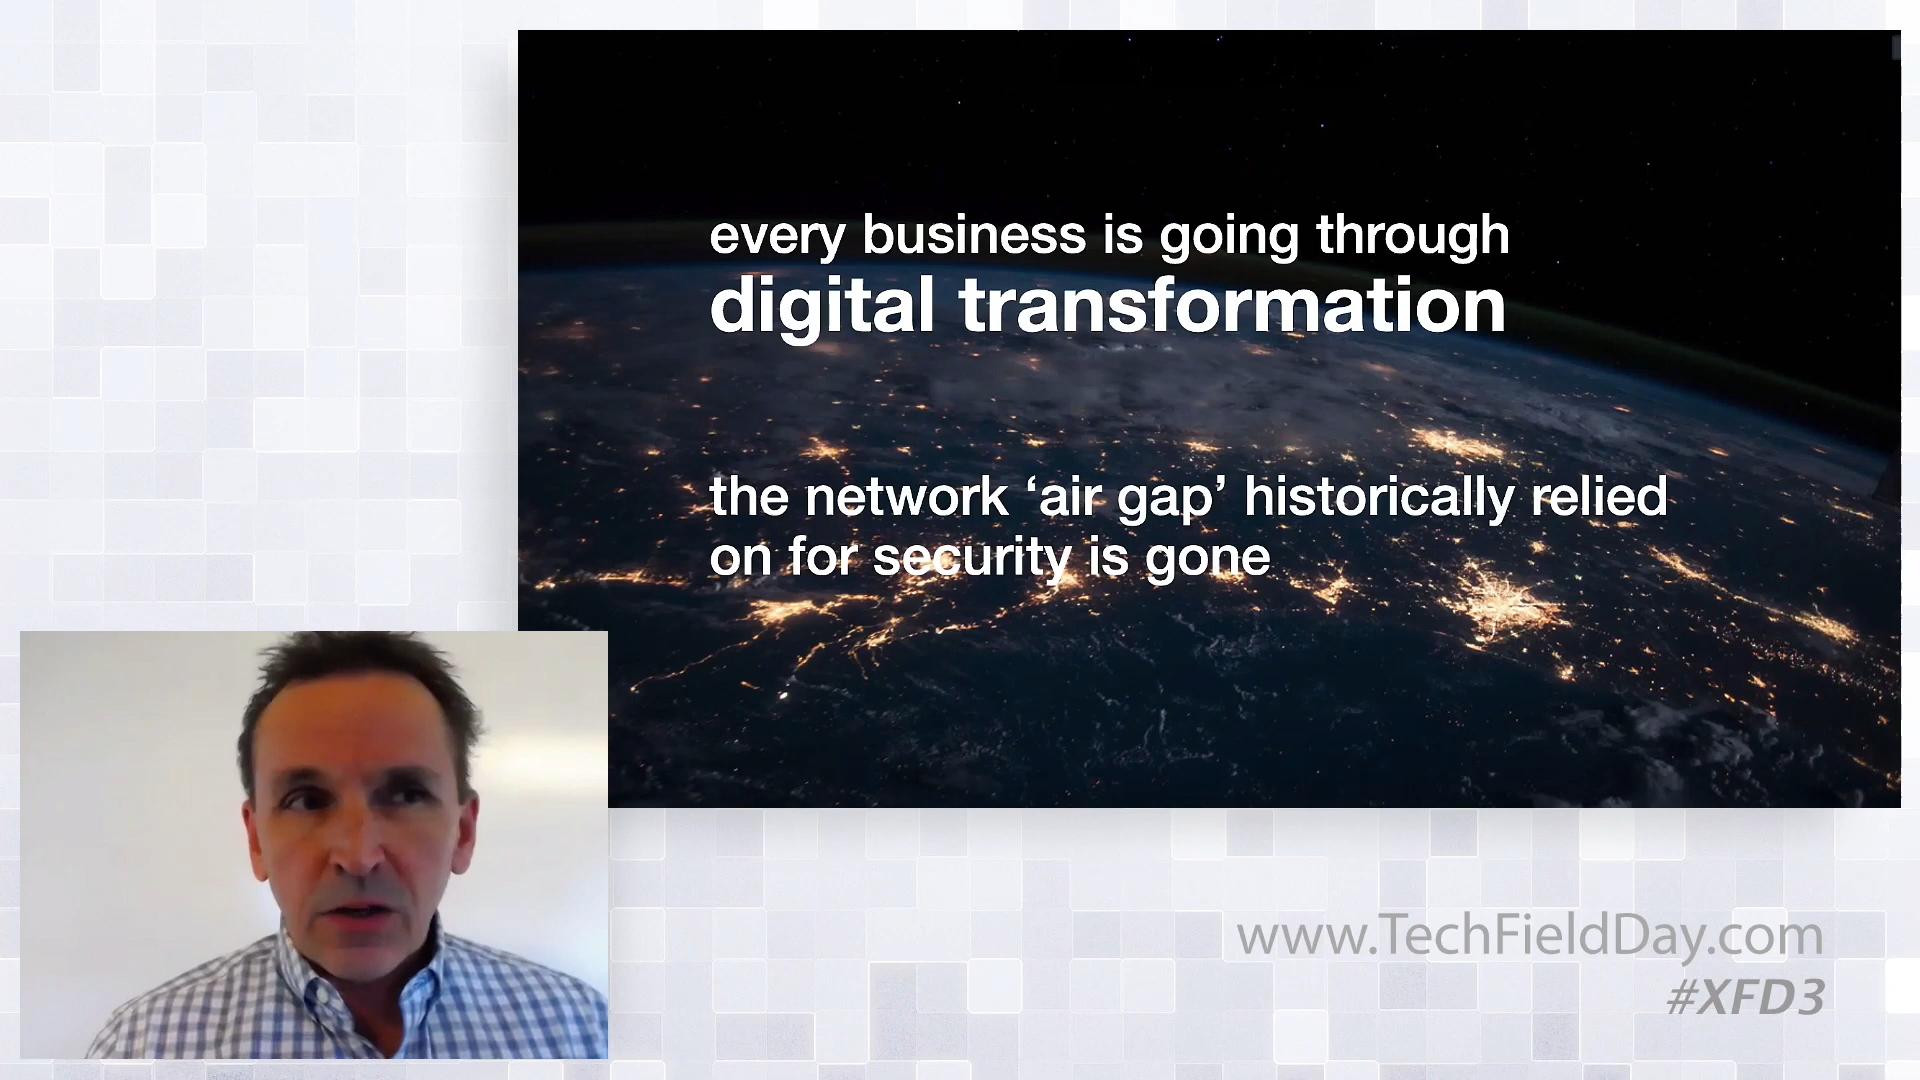 every business is going through
digital transformation
the network ‘air gap’ historically relied
on for security is gone
www.TechFieldDay.com
#XFD3